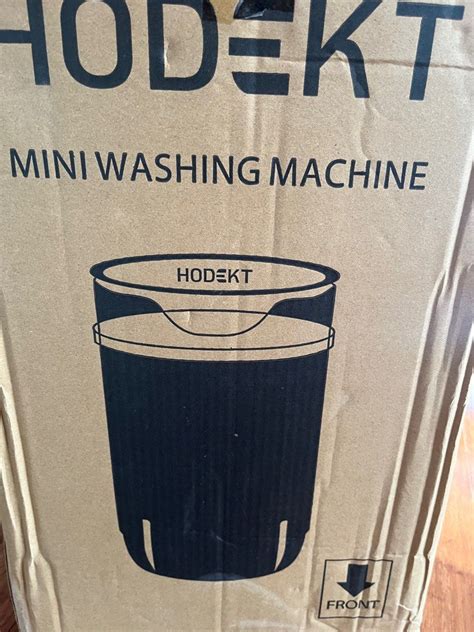 HODEKT
MINI WASHING MACHINE
HODEKT
FRONT